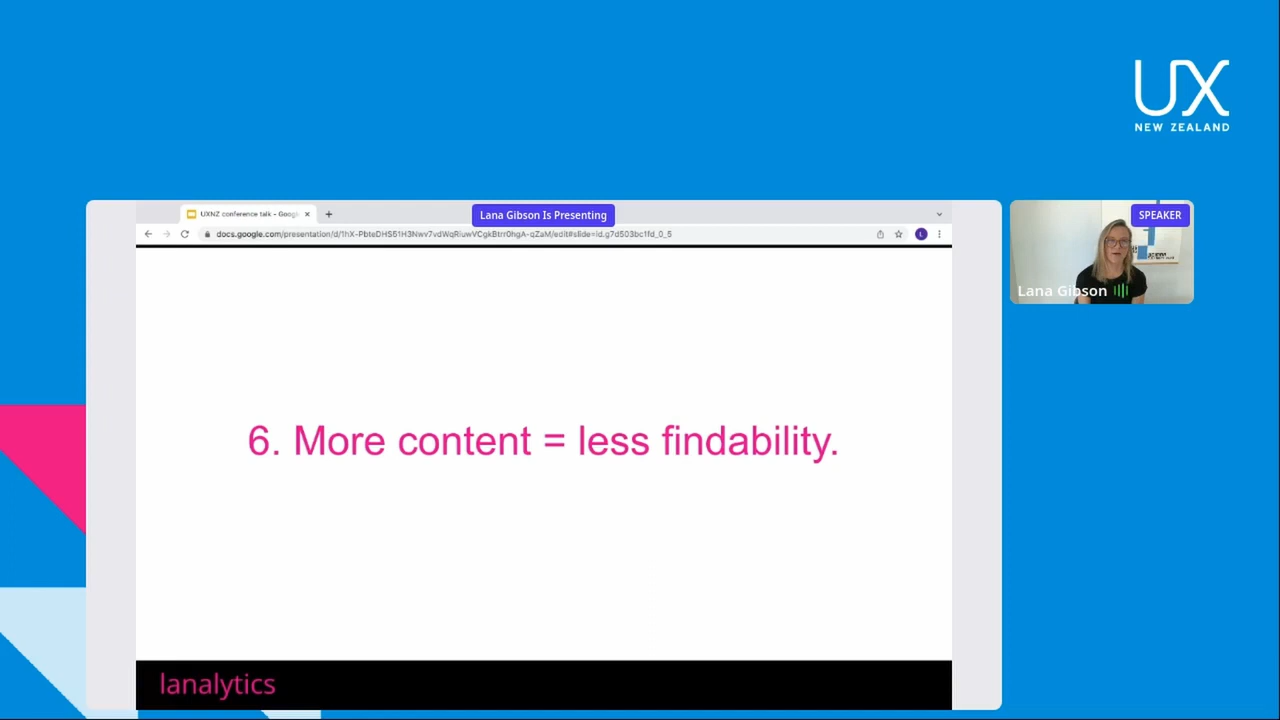 UX
NEW ZEALAND
UXNZ conference talk - Googl
Lana Gibson Is Presenting
SPEAKER
Lana Gibson
6. More content = less findability.
lanalytics